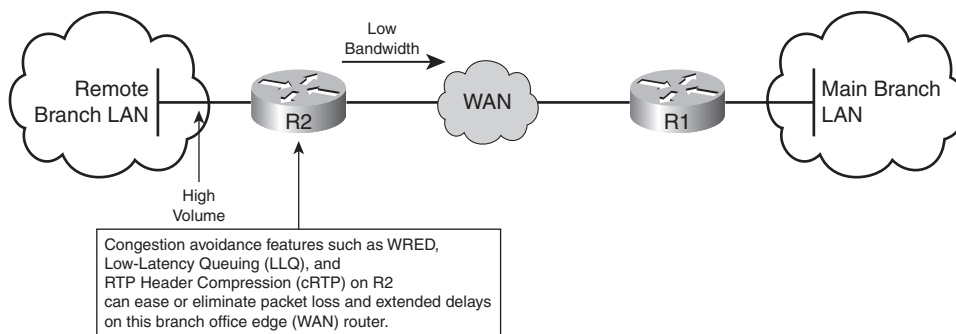 Low
Bandwidth
Remote
Branch LAN
R2
WAN
R1
Main Branch
LAN
High
Volume
Congestion avoidance features such as WRED,
Low-Latency Queuing (LLQ), and
RTP Header Compression (cRTP) on R2
can ease or eliminate packet loss and extended delays
on this branch office edge (WAN) router.